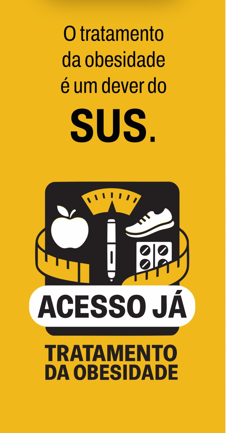 O tratamento
da obesidade
é um dever do
SUS.
ACESSO JÁ
TRATAMENTO
DA OBESIDADE